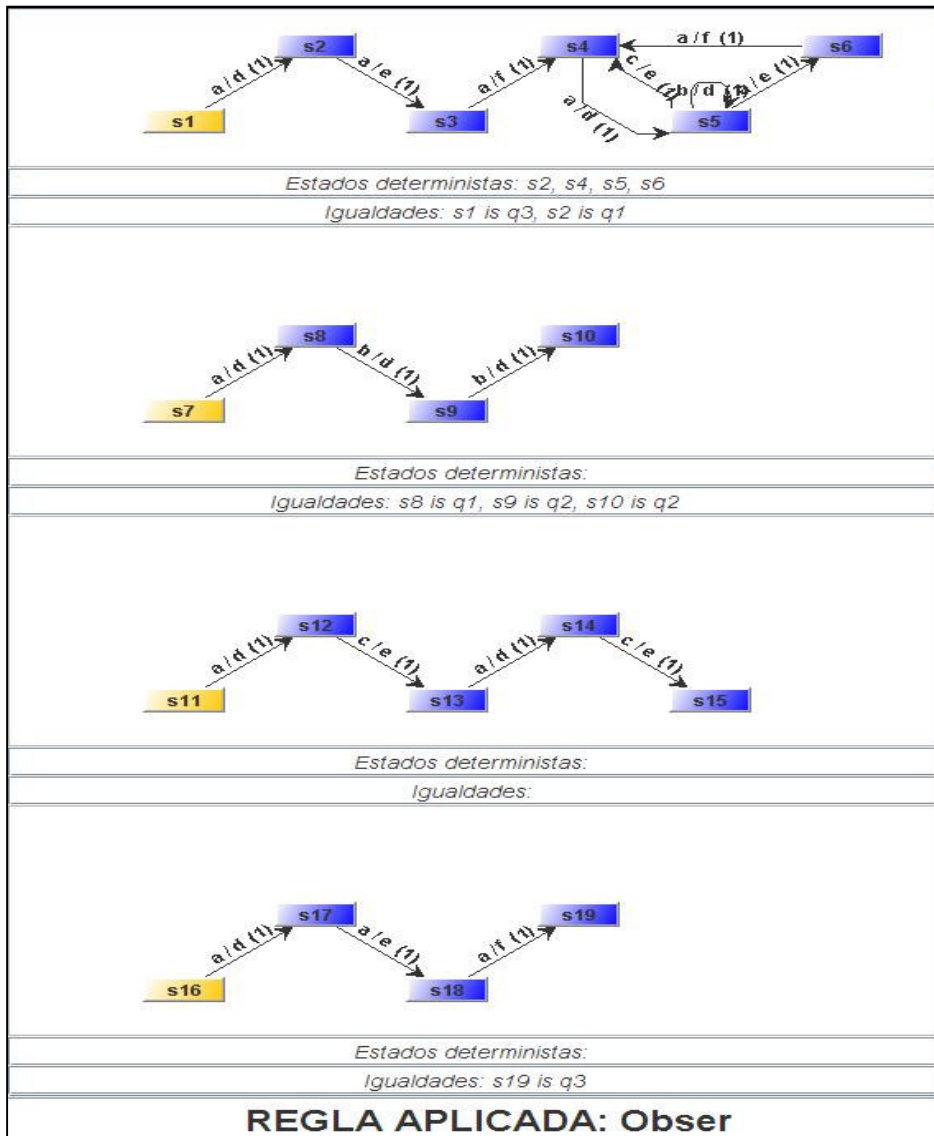 s2
s4
a/f (1)
s6
a/d (1)
a/e (1)
a/f (1)
c/e (
b/d (1)
/e (1)
s1
s3
a/d (1)
s5
Estados deterministas: s2, s4, s5, s6
Igualdades: s1 is q3, s2 is q1
s8
s10
a/d (1)
b/d (1)
b/d (1)
s7
s9
Estados deterministas:
Igualdades: s8 is q1, s9 is q2, s10 is q2
s12
s14
a/d (1)
c/e (1)
a/d (1)
c/e (1)
s11
s13
s15
Estados deterministas:
Igualdades:
s17
s19
a/d (1)
a/e (1)
a/f (1)
s16
s18
Estados deterministas:
Igualdades: s19 is q3
REGLA APLICADA: Obser